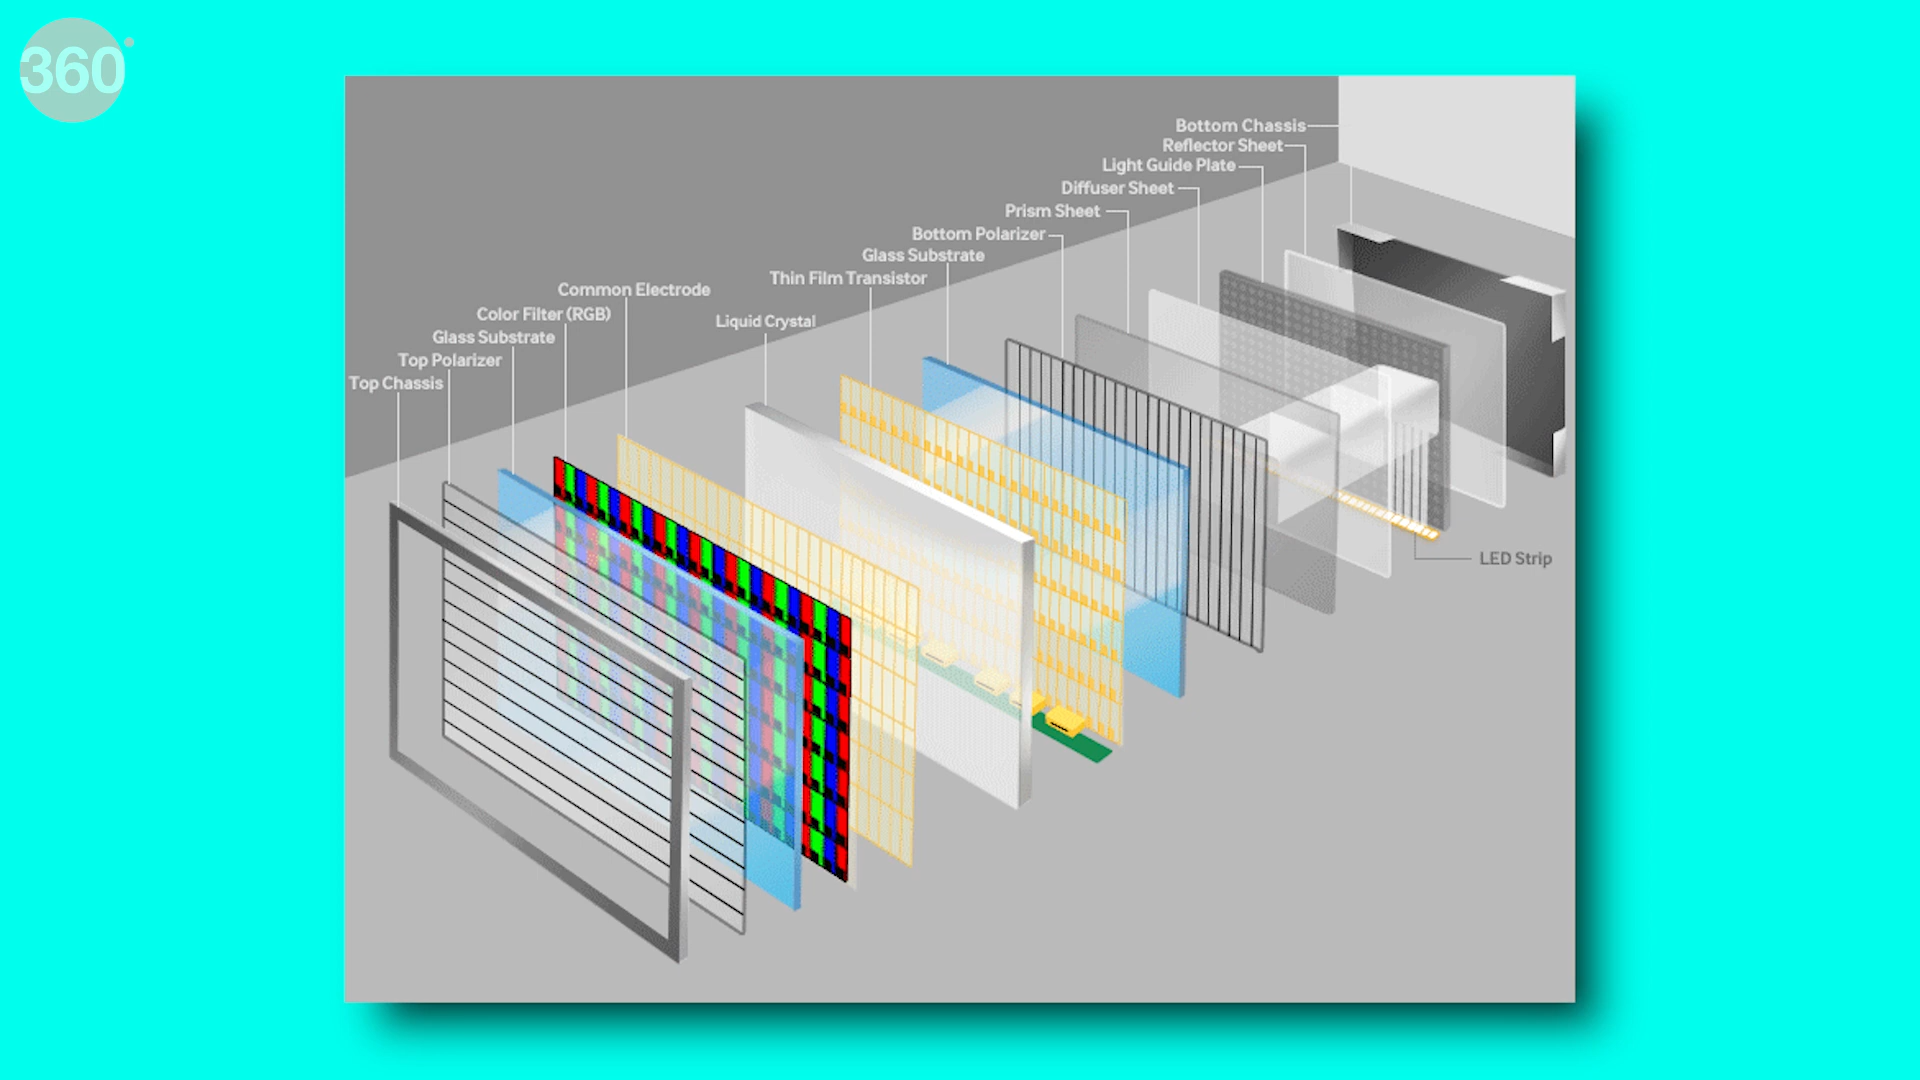 360°
Bottom Chassis
Reflector Sheet
Light Guide Plate
Diffuser Sheet
Prism Sheet
Bottom Polarizer
Glass Substrate
Thin Film Transistor
Common Electrode
Color Filter (RGB)
Liquid Crystal
Glass Substrate
Top Polarizer
Top Chassis
LED Strip